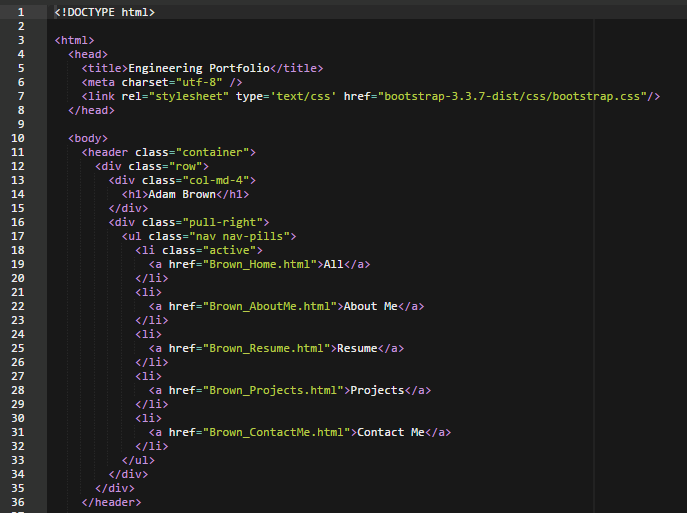 1 <!DOCTYPE html>
2
3 <html>
4   <head>
5     <title>Engineering Portfolio</title>
6     <meta charset="utf-8" />
7     <link rel="stylesheet" type='text/css' href="bootstrap-3.3.7-dist/css/bootstrap.css"/>
8   </head>
9
10   <body>
11     <header class="container">
12       <div class="row">
13         <div class="col-md-4">
14           <h1>Adam Brown</h1>
15         </div>
16         <div class="pull-right">
17           <ul class="nav nav-pills">
18             <li class="active">
19               <a href="Brown_Home.html">All</a>
20             </li>
21             <li>
22               <a href="Brown_AboutMe.html">About Me</a>
23             </li>
24             <li>
25               <a href="Brown_Resume.html">Resume</a>
26             </li>
27             <li>
28               <a href="Brown_Projects.html">Projects</a>
29             </li>
30             <li>
31               <a href="Brown_ContactMe.html">Contact Me</a>
32             </li>
33           </ul>
34         </div>
35       </div>
36     </header>